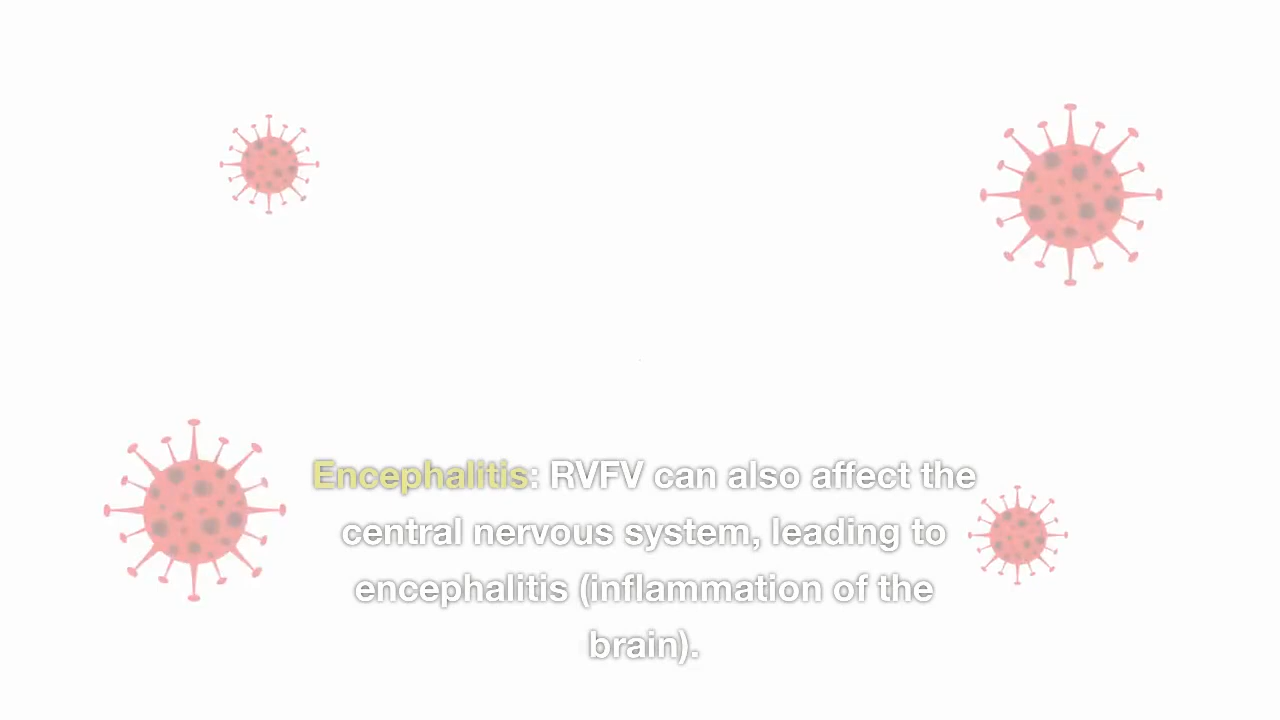 Encephalitis: RVFV can also affect the
central nervous system, leading to
encephalitis (inflammation of the
brain).